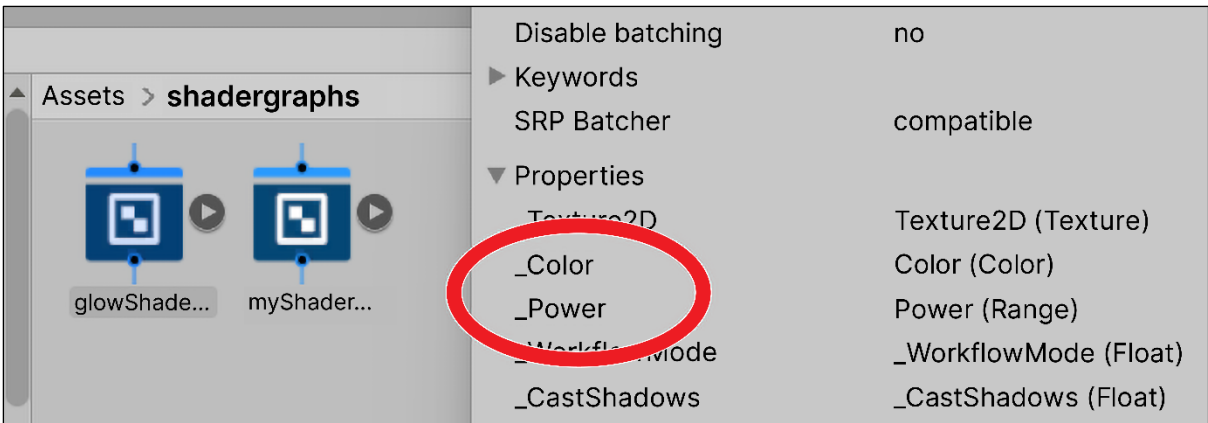 Assets > shadergraphs
glowShade...
myShader...
Disable batching no
Keywords
SRP Batcher compatible
Properties
_Texture2D Texture2D (Texture)
_Color Color (Color)
_Power Power (Range)
_WorkflowMode _WorkflowMode (Float)
_CastShadows _CastShadows (Float)